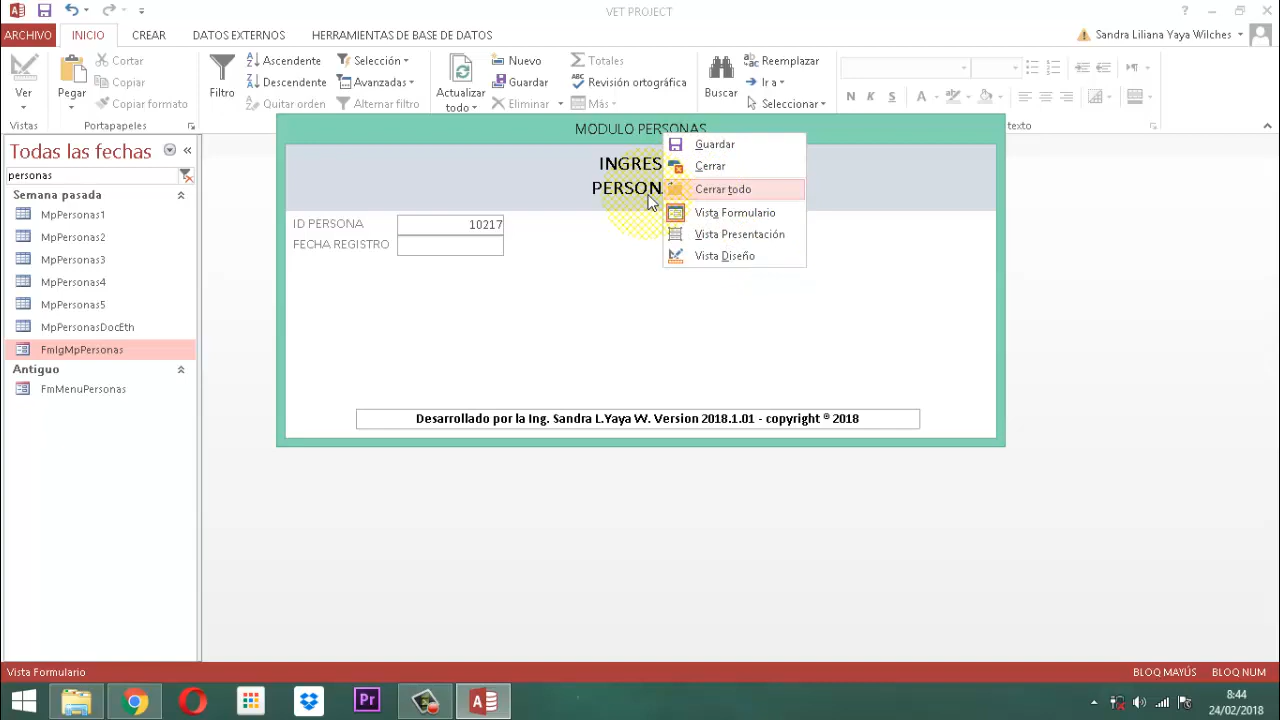 VET PROJECT
ARCHIVO INICIO CREAR DATOS EXTERNOS HERRAMIENTAS DE BASE DE DATOS Sandra Liliana Yaya Wilches
Ver
Vistas
Pegar
Cortar
Copiar
Copiar formato
Portapapeles
Filtro
Ascendente
Descendente
Quitar
Selección
Avanzadas
filtro
Actualizar
todo
Nuevo
Guardar
Eliminar
Totales
Revisión ortográfica
Más
Buscar
Reemplazar
Ir a
Seleccionar
N K S A
texto
Todas las fechas
personas
Semana pasada
MpPersonas1
MpPersonas2
MpPersonas3
MpPersonas4
MpPersonas5
MpPersonasDocEth
FmIgMpPersonas
Antiguo
FmMenuPersonas
MODULO PERSONAS
INGRES
PERSON
ID PERSONA 10217
FECHA REGISTRO
Guardar
Cerrar
Cerrar todo
Vista Formulario
Vista Presentación
Vista Diseño
Desarrollado por la Ing. Sandra L.Yaya W. Version 2018.1.01 - copyright ® 2018
Vista Formulario BLOQ MAYÚS BLOQ NUM
Pr
8:44
24/02/2018